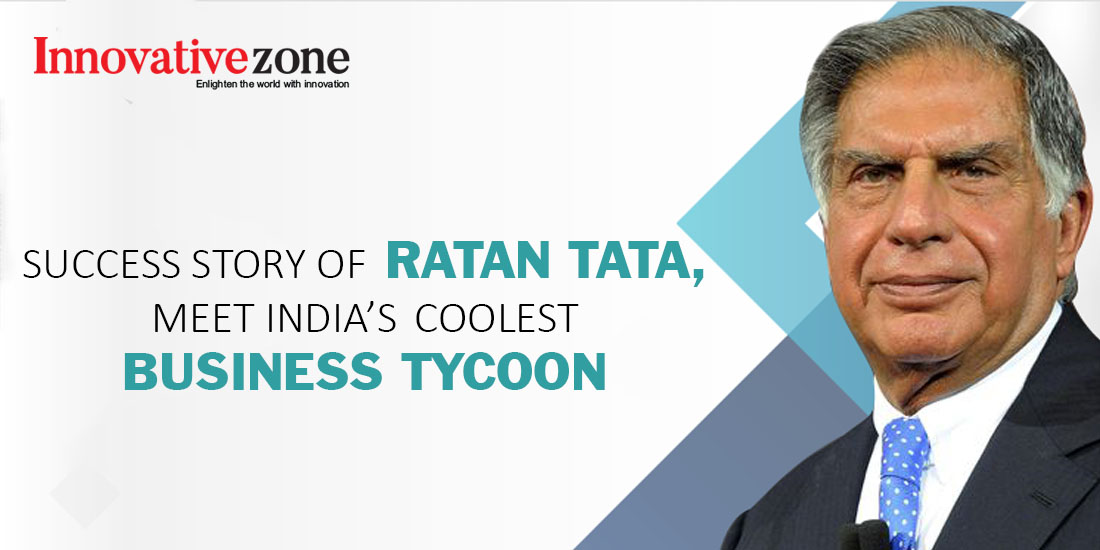 Innovativezone
Enlighten the world with innovation
SUCCESS STORY OF RATAN TATA,
MEET INDIA’S COOLEST
BUSINESS TYCOON